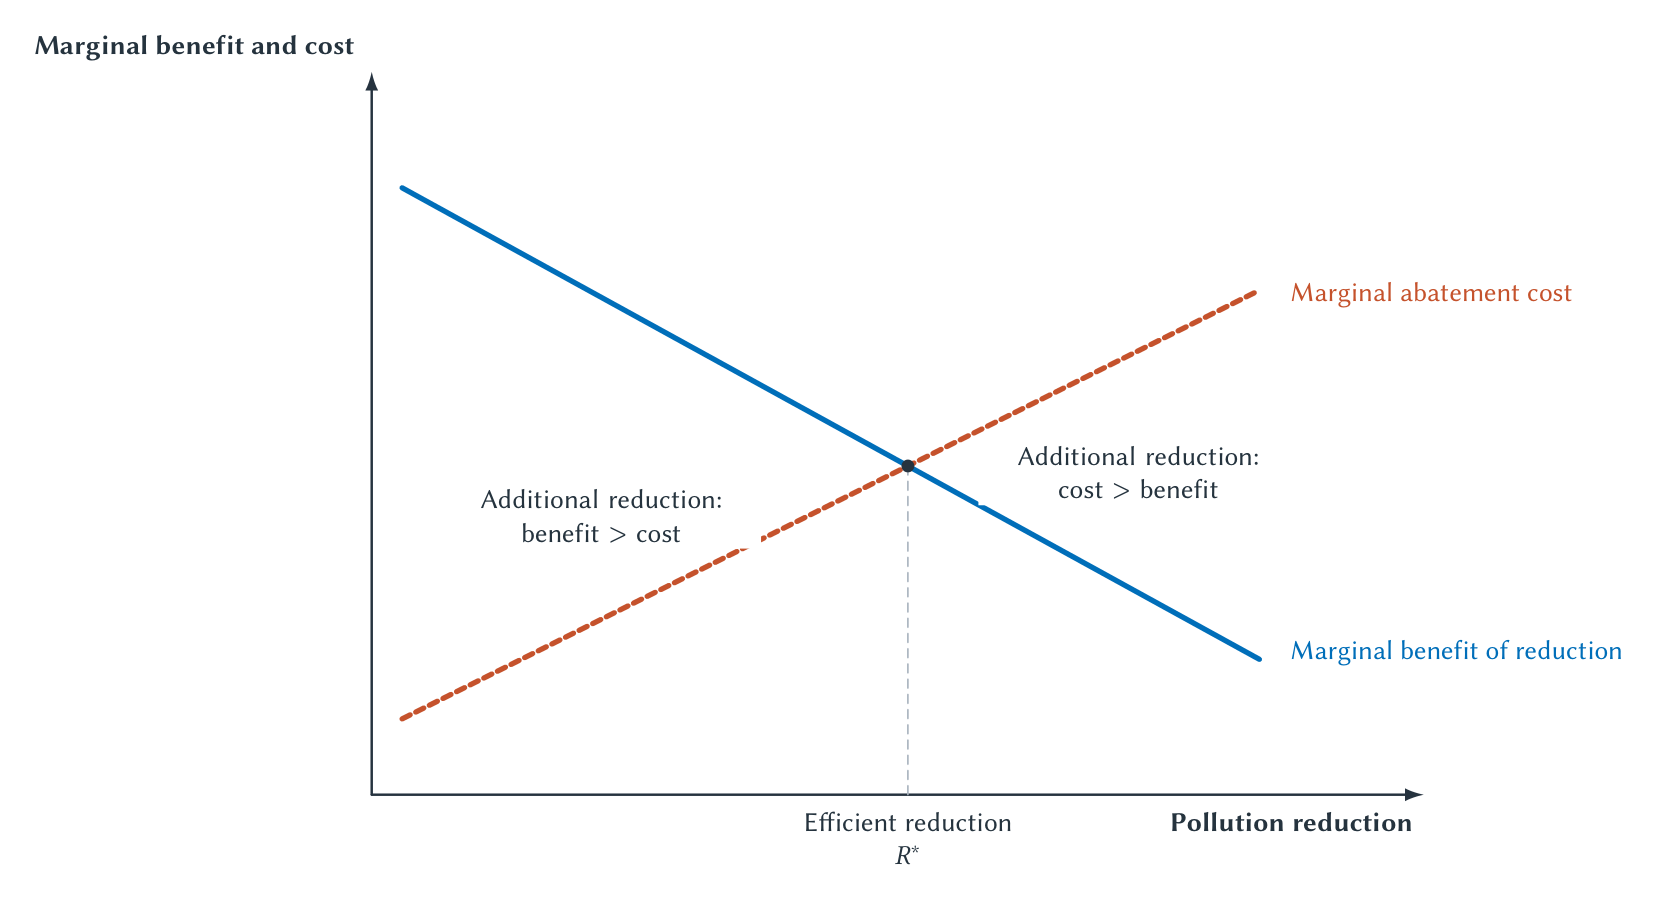 Marginal benefit and cost
Marginal abatement cost
Additional reduction:
cost > benefit
Additional reduction:
benefit > cost
Marginal benefit of reduction
Efficient reduction
R*
Pollution reduction